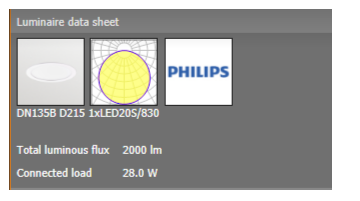 Luminaire data sheet
PHILIPS
DN135B D215 1xLED20S/830
Total luminous flux 2000 lm
Connected load 28.0 W